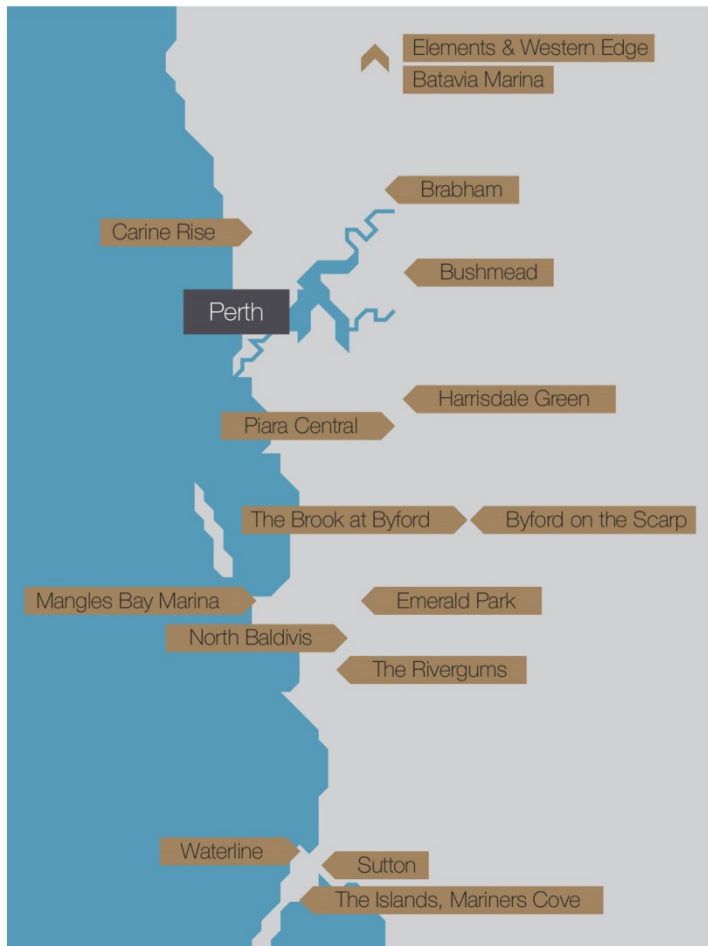 Elements & Western Edge
Batavia Marina
Brabham
Carine Rise
Bushmead
Perth
Harrisdale Green
Piara Central
The Brook at Byford
Byford on the Scarp
Mangles Bay Marina
Emerald Park
North Baldivis
The Rivergums
Waterline
Sutton
The Islands, Mariners Cove